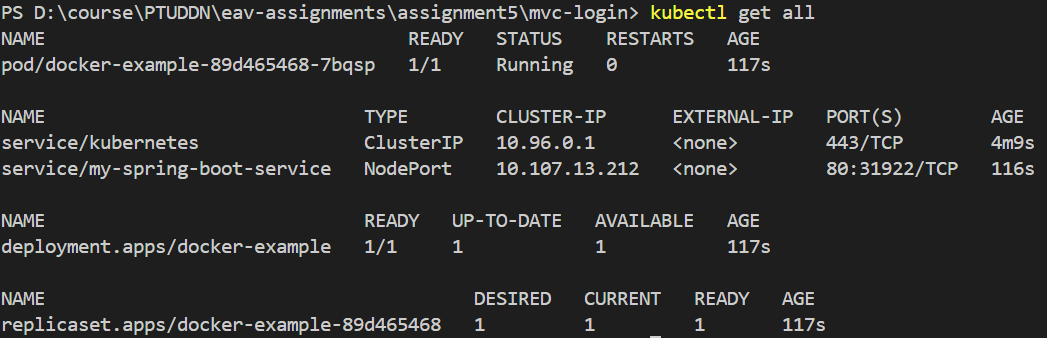 PS D:\course\PTUDDN\eav-assignments\assignment5\mvc-login> kubectl get all
NAME READY STATUS RESTARTS AGE
pod/docker-example-89d465468-7bqsp 1/1 Running 0 117s
NAME TYPE CLUSTER-IP EXTERNAL-IP PORT(S) AGE
service/kubernetes ClusterIP 10.96.0.1 <none> 443/TCP 4m9s
service/my-spring-boot-service NodePort 10.107.13.212 <none> 80:31922/TCP 116s
NAME READY UP-TO-DATE AVAILABLE AGE
deployment.apps/docker-example 1/1 1 1 117s
NAME DESIRED CURRENT READY AGE
replicaset.apps/docker-example-89d465468 1 1 1 117s